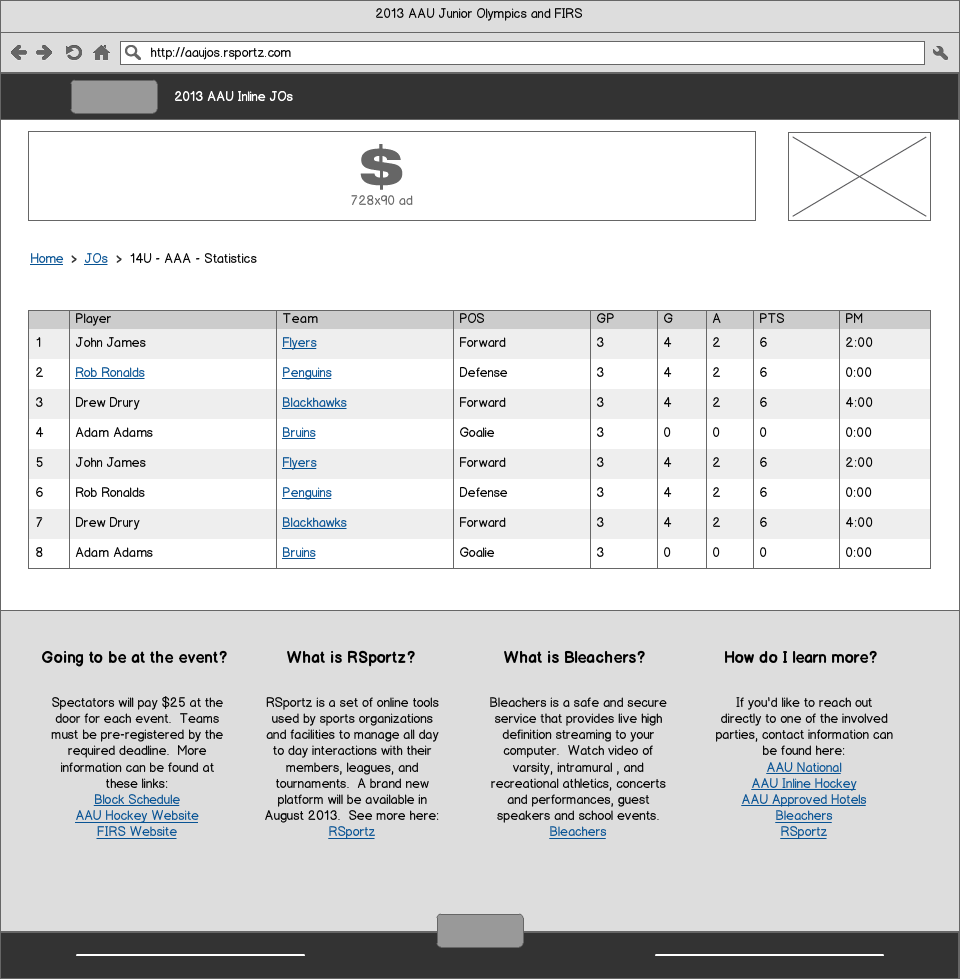 2013 AAU Junior Olympics and FIRS
http://aaujos.rsportz.com
2013 AAU Inline JOs
$
728x90 ad
Home > JOs > 14U - AAA - Statistics
Player Team POS GP G A PTS PM
1 John James Flyers Forward 3 4 2 6 2:00
2 Rob Ronalds Penguins Defense 3 4 2 6 0:00
3 Drew Drury Blackhawks Forward 3 4 2 6 4:00
4 Adam Adams Bruins Goalie 3 0 0 0 0:00
5 John James Flyers Forward 3 4 2 6 2:00
6 Rob Ronalds Penguins Defense 3 4 2 6 0:00
7 Drew Drury Blackhawks Forward 3 4 2 6 4:00
8 Adam Adams Bruins Goalie 3 0 0 0 0:00
Going to be at the event?
Spectators will pay $25 at the
door for each event. Teams
must be pre-registered by the
required deadline. More
information can be found at
these links:
Block Schedule
AAU Hockey Website
FIRS Website
What is RSportz?
RSportz is a set of online tools
used by sports organizations
and facilities to manage all day
to day interactions with their
members, leagues, and
tournaments. A brand new
platform will be available in
August 2013. See more here:
RSportz
What is Bleachers?
Bleachers is a safe and secure
service that provides live high
definition streaming to your
computer. Watch video of
varsity, intramural , and
recreational athletics, concerts
and performances, guest
speakers and school events.
Bleachers
How do I learn more?
If you'd like to reach out
directly to one of the involved
parties, contact information can
be found here:
AAU National
AAU Inline Hockey
AAU Approved Hotels
Bleachers
RSportz